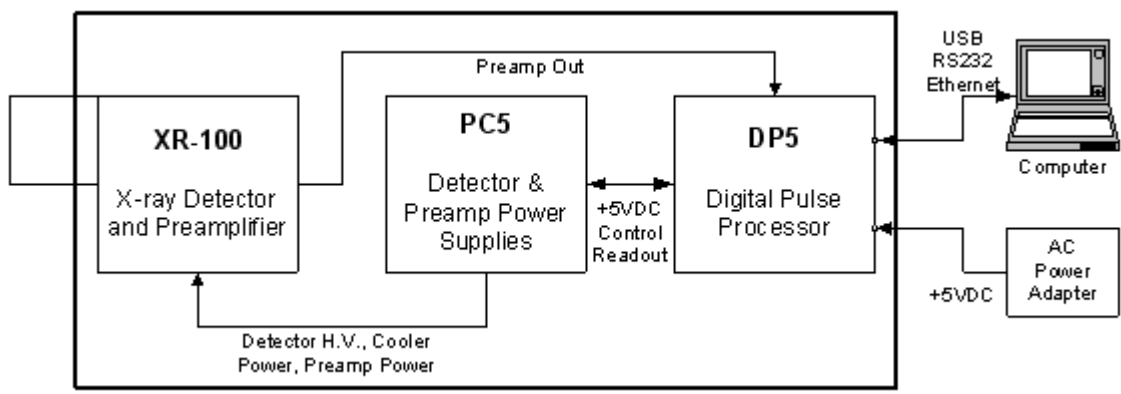 USB
RS232
Ethernet
Preamp Out
XR-100
X-ray Detector
and Preamplifier
PC5
Detector &
Preamp Power
Supplies
+5VDC
Control
Readout
DP5
Digital Pulse
Processor
Computer
AC
Power
Adapter
+5VDC
Detector H.V., Cooler
Power, Preamp Power